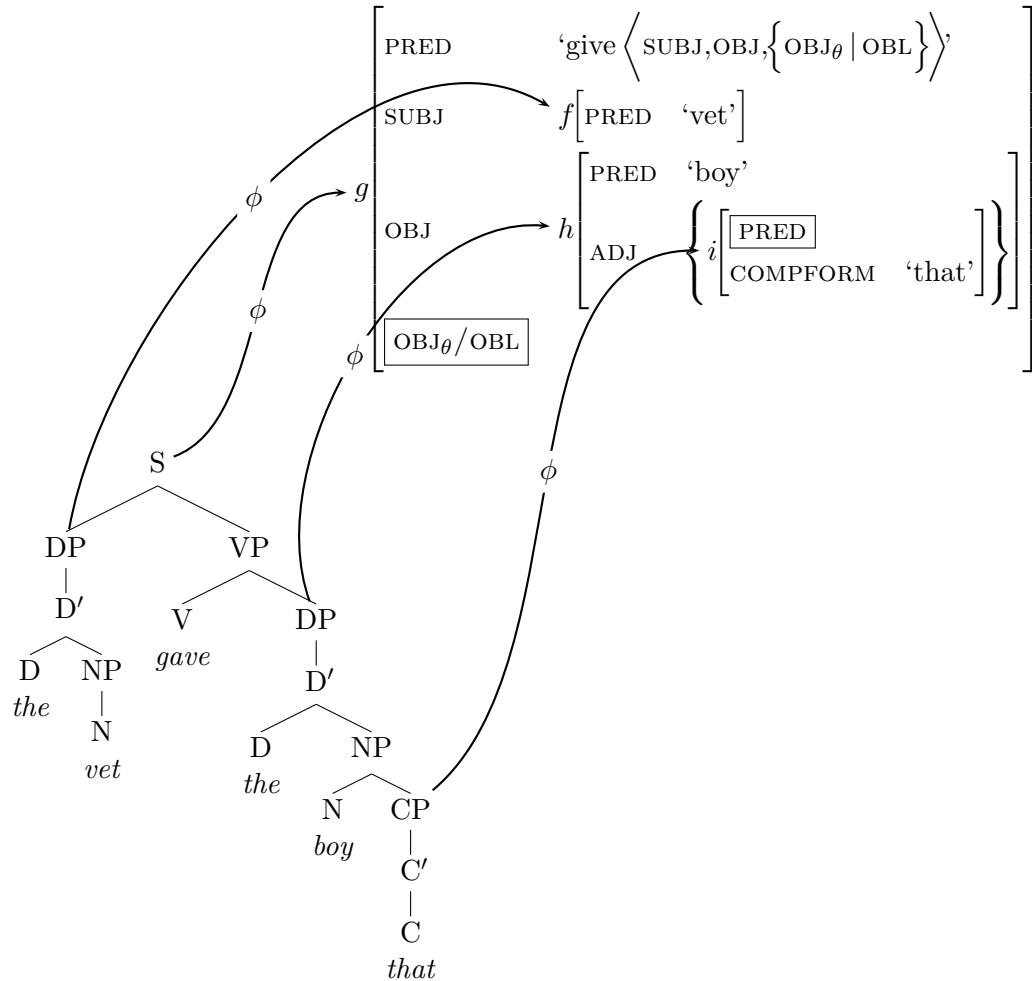 PRED ‘give ⟨SUBJ,OBJ,{OBJθ | OBL}⟩’
SUBJ f[PRED ‘vet’]
PRED ‘boy’
ϕ g
OBJ h ADJ i PRED
COMPFORM ‘that’
ϕ
OBJθ/OBL
ϕ
S ϕ
DP VP
D′ V DP
gave
D NP D′
the N
vet D NP
the
N CP
boy
C′
C
that